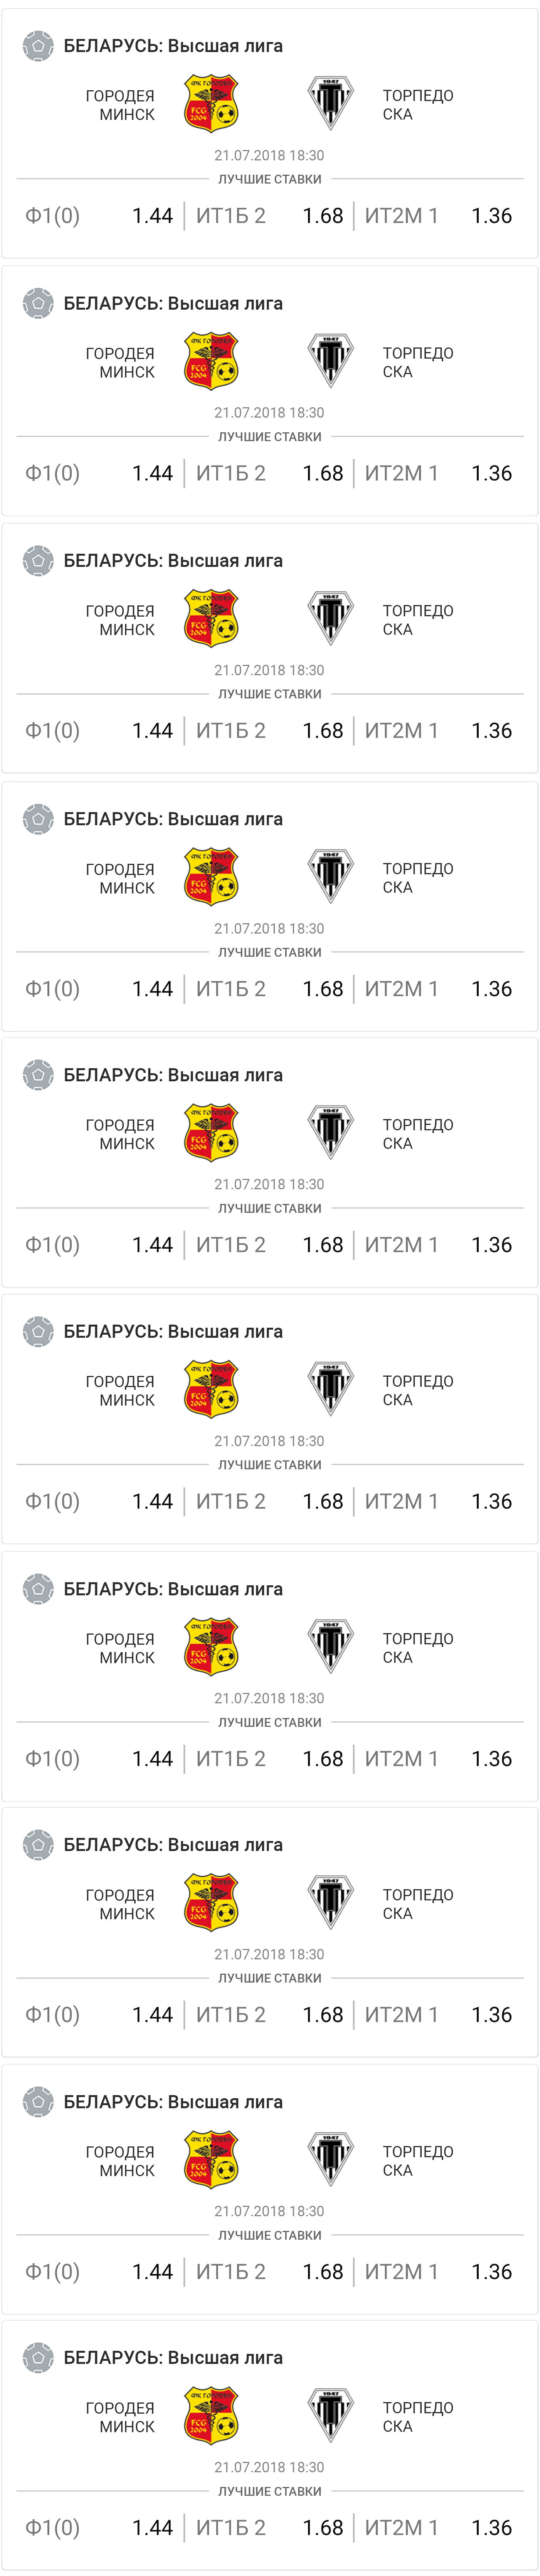 БЕЛАРУСЬ: Высшая лига
ГОРОДЕЯ
МИНСК
ФК ГОРОДЕЯ
FCG
2004
1947
ТОРПЕДО
СКА
21.07.2018 18:30
ЛУЧШИЕ СТАВКИ
Ф1(0) 1.44 ИТ1Б 2 1.68 ИТ2М 1 1.36
БЕЛАРУСЬ: Высшая лига
ГОРОДЕЯ
МИНСК
ФК ГОРОДЕЯ
FCG
2004
1947
ТОРПЕДО
СКА
21.07.2018 18:30
ЛУЧШИЕ СТАВКИ
Ф1(0) 1.44 ИТ1Б 2 1.68 ИТ2М 1 1.36
БЕЛАРУСЬ: Высшая лига
ГОРОДЕЯ
МИНСК
ФК ГОРОДЕЯ
FCG
2004
1947
ТОРПЕДО
СКА
21.07.2018 18:30
ЛУЧШИЕ СТАВКИ
Ф1(0) 1.44 ИТ1Б 2 1.68 ИТ2М 1 1.36
БЕЛАРУСЬ: Высшая лига
ГОРОДЕЯ
МИНСК
ФК ГОРОДЕЯ
FCG
2004
1947
ТОРПЕДО
СКА
21.07.2018 18:30
ЛУЧШИЕ СТАВКИ
Ф1(0) 1.44 ИТ1Б 2 1.68 ИТ2М 1 1.36
БЕЛАРУСЬ: Высшая лига
ГОРОДЕЯ
МИНСК
ФК ГОРОДЕЯ
FCG
2004
1947
ТОРПЕДО
СКА
21.07.2018 18:30
ЛУЧШИЕ СТАВКИ
Ф1(0) 1.44 ИТ1Б 2 1.68 ИТ2М 1 1.36
БЕЛАРУСЬ: Высшая лига
ГОРОДЕЯ
МИНСК
ФК ГОРОДЕЯ
FCG
2004
1947
ТОРПЕДО
СКА
21.07.2018 18:30
ЛУЧШИЕ СТАВКИ
Ф1(0) 1.44 ИТ1Б 2 1.68 ИТ2М 1 1.36
БЕЛАРУСЬ: Высшая лига
ГОРОДЕЯ
МИНСК
ФК ГОРОДЕЯ
FCG
2004
1947
ТОРПЕДО
СКА
21.07.2018 18:30
ЛУЧШИЕ СТАВКИ
Ф1(0) 1.44 ИТ1Б 2 1.68 ИТ2М 1 1.36
БЕЛАРУСЬ: Высшая лига
ГОРОДЕЯ
МИНСК
ФК ГОРОДЕЯ
FCG
2004
1947
ТОРПЕДО
СКА
21.07.2018 18:30
ЛУЧШИЕ СТАВКИ
Ф1(0) 1.44 ИТ1Б 2 1.68 ИТ2М 1 1.36
БЕЛАРУСЬ: Высшая лига
ГОРОДЕЯ
МИНСК
ФК ГОРОДЕЯ
FCG
2004
1947
ТОРПЕДО
СКА
21.07.2018 18:30
ЛУЧШИЕ СТАВКИ
Ф1(0) 1.44 ИТ1Б 2 1.68 ИТ2М 1 1.36
БЕЛАРУСЬ: Высшая лига
ГОРОДЕЯ
МИНСК
ФК ГОРОДЕЯ
FCG
2004
1947
ТОРПЕДО
СКА
21.07.2018 18:30
ЛУЧШИЕ СТАВКИ
Ф1(0) 1.44 ИТ1Б 2 1.68 ИТ2М 1 1.36